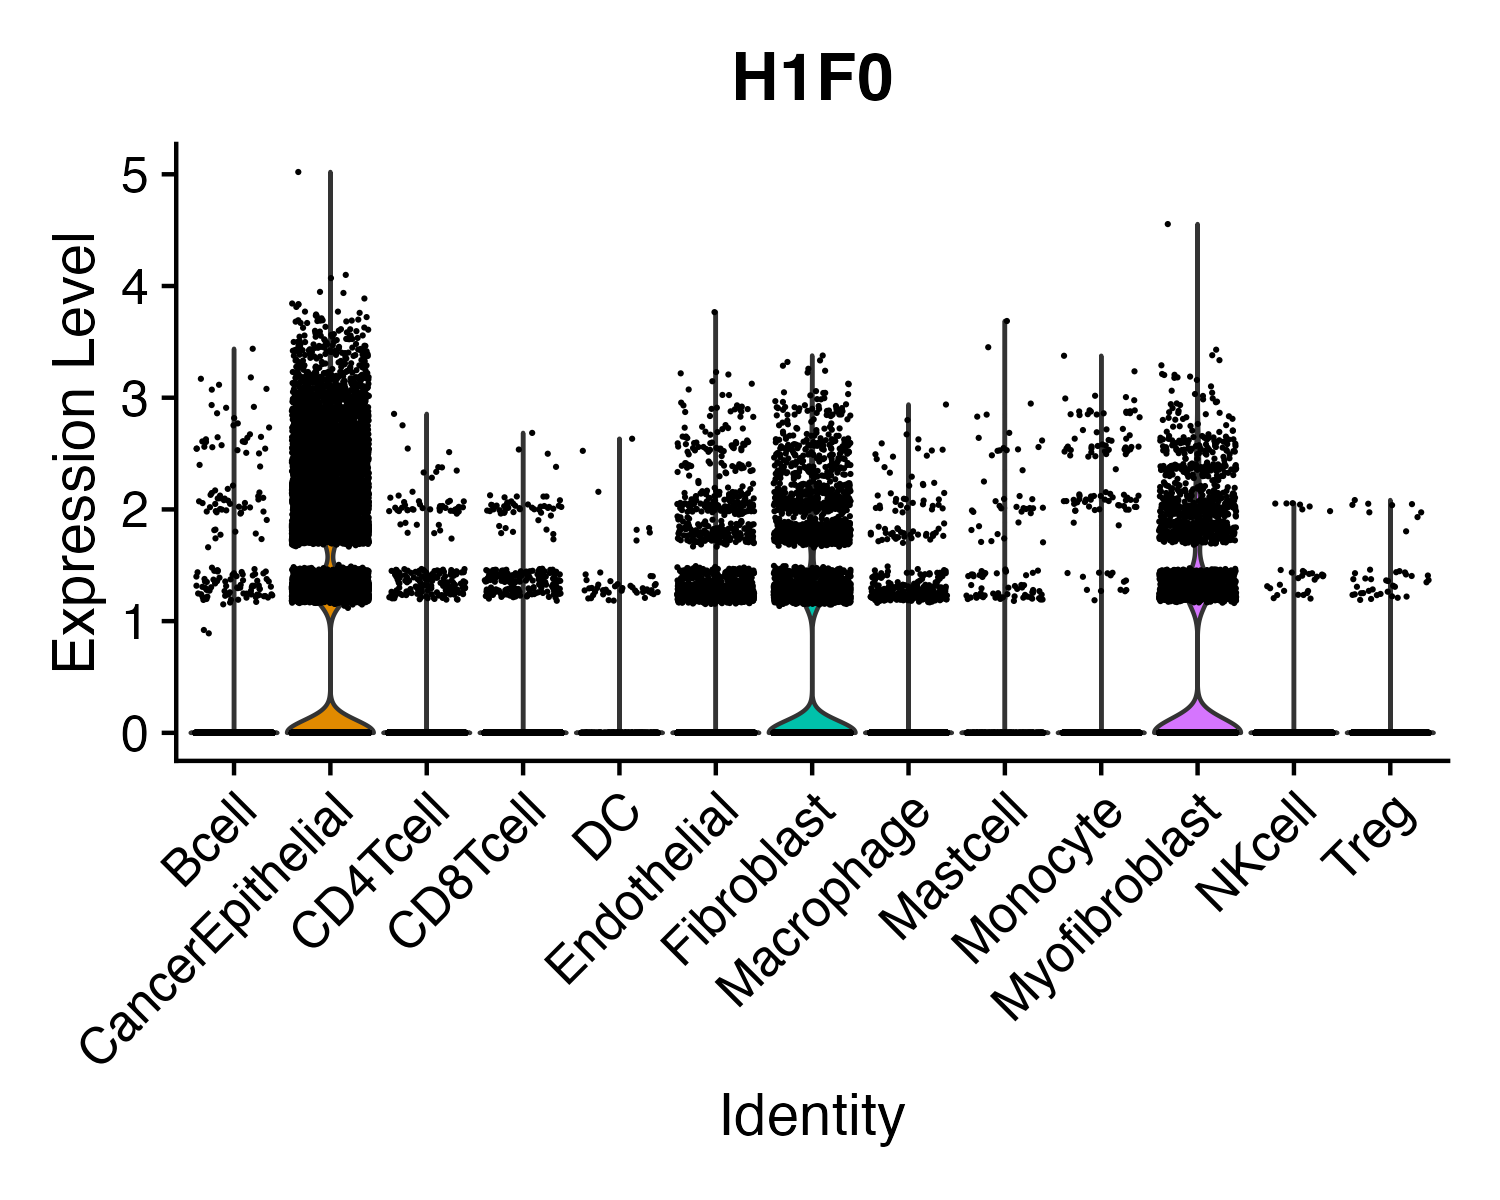 H1F0
Expression Level
5
4
3
2
1
0
Bcell
CancerEpithelial
CD4Tcell
CD8Tcell
DC
Endothelial
Fibroblast
Macrophage
Mastcell
Monocyte
Myofibroblast
NKcell
Treg
Identity